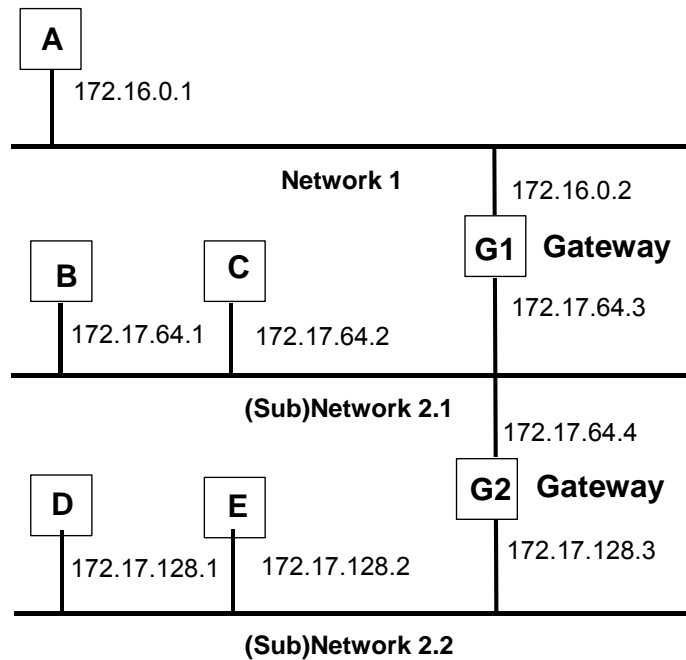 A
172.16.0.1
Network 1
172.16.0.2
G1 Gateway
B
C
172.17.64.1
172.17.64.2
172.17.64.3
(Sub)Network 2.1
172.17.64.4
G2 Gateway
D
E
172.17.128.1
172.17.128.2
172.17.128.3
(Sub)Network 2.2